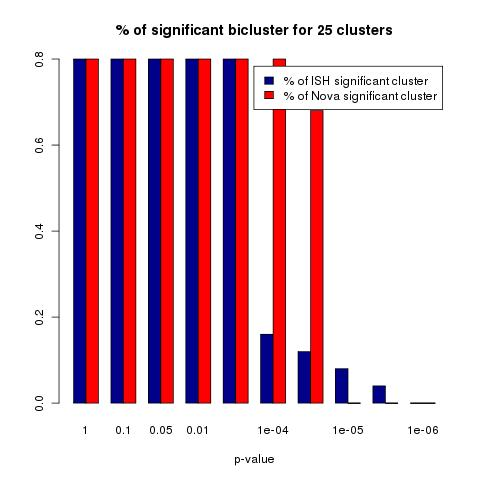 % of significant bicluster for 25 clusters
% of ISH significant cluster
% of Nova significant cluster
0.8
0.6
0.4
0.2
0.0
1 0.1 0.05 0.01 1e-04 1e-05 1e-06
p-value